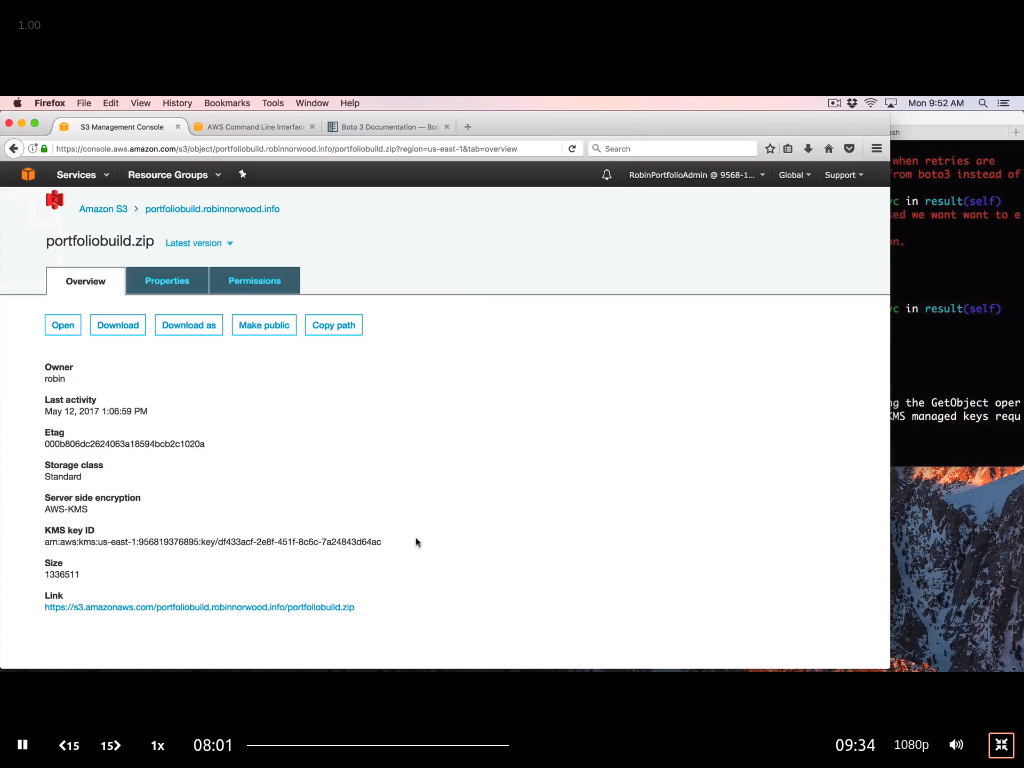 1.00
Firefox File Edit View History Bookmarks Tools Window Help
Mon 9:52 AM
S3 Management Console
AWS Command Line Interfac
Boto 3 Documentation — Bo
https://console.aws.amazon.com/s3/object/portfoliobuild.robinnorwood.info/portfoliobuild.zip?region=us-east-1&tab=overview
Search
Services
Resource Groups
RobinPortfolioAdmin @ 9568-1...
Global
Support
Amazon S3 > portfoliobuild.robinnorwood.info
portfoliobuild.zip
Latest version
Overview
Properties
Permissions
Open
Download
Download as
Make public
Copy path
Owner
robin
Last activity
May 12, 2017 1:06:59 PM
Etag
000b806dc2624063a18594bcb2c1020a
Storage class
Standard
Server side encryption
AWS-KMS
KMS key ID
arn:aws:kms:us-east-1:956819376895:key/df433acf-2e8f-451f-8c6c-7a24843d64ac
Size
1336511
Link
https://s3.amazonaws.com/portfoliobuild.robinnorwood.info/portfoliobuild.zip
when retries are
from boto3 instead of
in result(self)
sed we want want to e
on.
in result(self)
ng the GetObject oper
KMS managed keys requ
15
15
1x
08:01
09:34
1080p